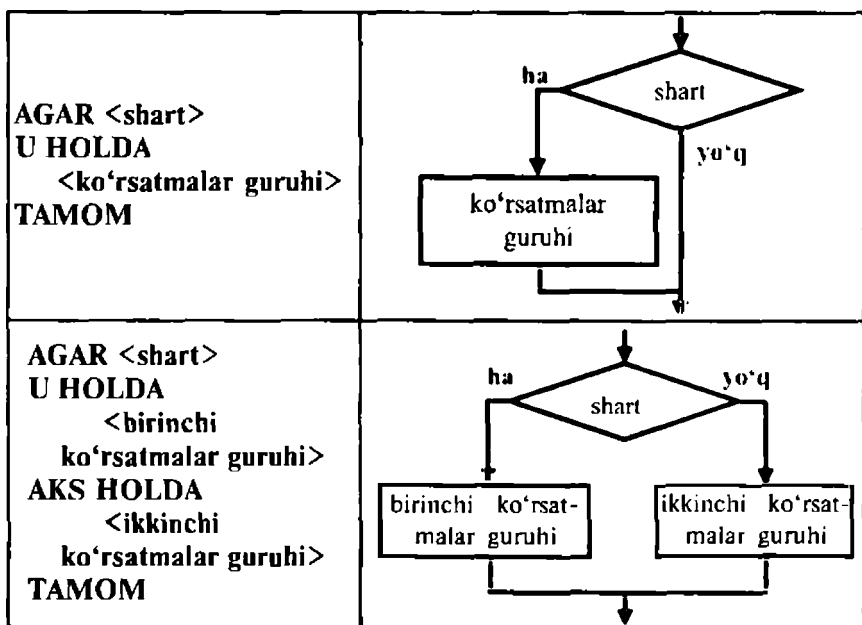 AGAR <shart>
U HOLDA
<ko‘rsatmalar guruhi>
TAMOM
ha
shart
yo‘q
ko‘rsatmalar
guruhi
AGAR <shart>
U HOLDA
<birinchi
ko‘rsatmalar guruhi>
AKS HOLDA
<ikkinchi
ko‘rsatmalar guruhi>
TAMOM
ha
shart
yo‘q
birinchi ko‘rsat-
malar guruhi
ikkinchi ko‘rsat-
malar guruhi